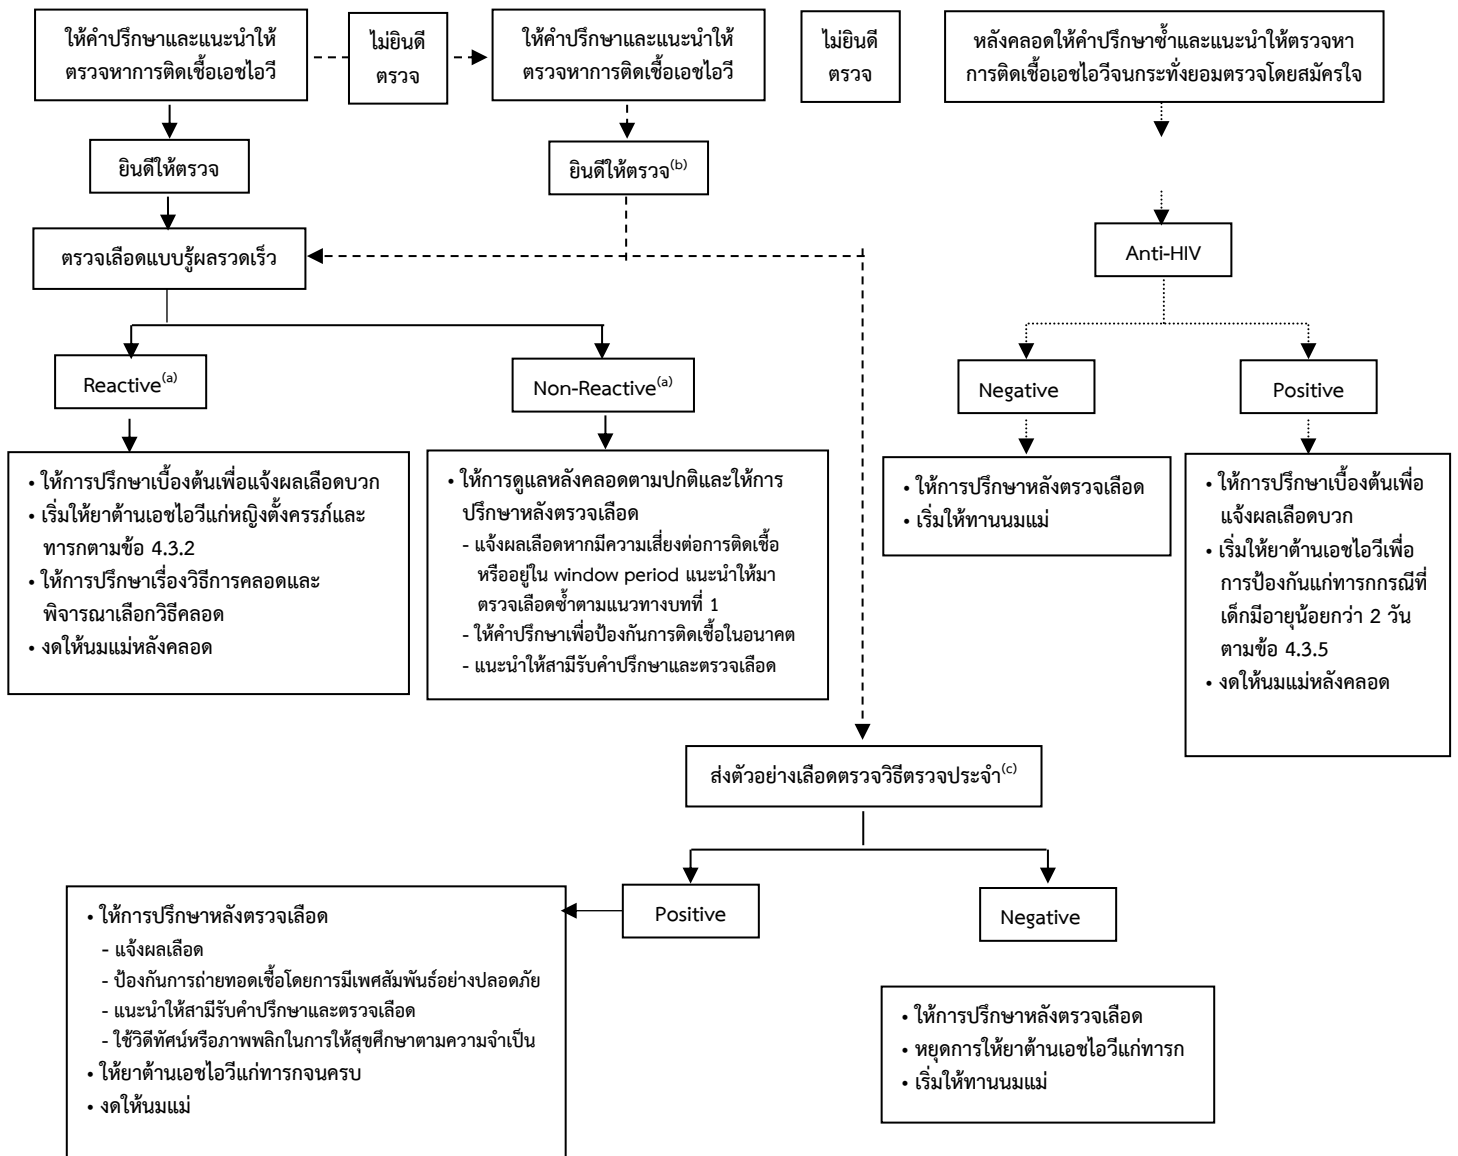 ให้คำปรึกษาและแนะนำให้
ตรวจหาการติดเชื้อเอชไอวี
ไม่ยินดี
ตรวจ
ให้คำปรึกษาและแนะนำให้
ตรวจหาการติดเชื้อเอชไอวี
ไม่ยินดี
ตรวจ
หลังคลอดให้คำปรึกษาซ้ำและแนะนำให้ตรวจหา
การติดเชื้อเอชไอวีจนกระทั่งยอมตรวจโดยสมัครใจ
ยินดีให้ตรวจ
ยินดีให้ตรวจ(b)
ตรวจเลือดแบบรู้ผลรวดเร็ว
Anti-HIV
Reactive(a)
Non-Reactive(a)
Negative
Positive
• ให้การปรึกษาเบื้องต้นเพื่อแจ้งผลเลือดบวก
• เริ่มให้ยาต้านเอชไอวีแก่หญิงตั้งครรภ์และ
ทารกตามข้อ 4.3.2
• ให้การปรึกษาเรื่องวิธีการคลอดและ
พิจารณาเลือกวิธีคลอด
• งดให้นมแม่หลังคลอด
• ให้การดูแลหลังคลอดตามปกติและให้การ
ปรึกษาหลังตรวจเลือด
- แจ้งผลเลือดหากมีความเสี่ยงต่อการติดเชื้อ
หรืออยู่ใน window period แนะนำให้มา
ตรวจเลือดซ้ำตามแนวทางบทที่ 1
- ให้คำปรึกษาเพื่อป้องกันการติดเชื้อในอนาคต
- แนะนำให้สามีรับคำปรึกษาและตรวจเลือด
• ให้การปรึกษาหลังตรวจเลือด
• เริ่มให้ทานนมแม่
• ให้การปรึกษาเบื้องต้นเพื่อ
แจ้งผลเลือดบวก
• เริ่มให้ยาต้านเอชไอวีเพื่อ
การป้องกันแก่ทารกกรณีที่
เด็กมีอายุน้อยกว่า 2 วัน
ตามข้อ 4.3.5
• งดให้นมแม่หลังคลอด
ส่งตัวอย่างเลือดตรวจวิธีตรวจประจำ(c)
Positive
Negative
• ให้การปรึกษาหลังตรวจเลือด
- แจ้งผลเลือด
- ป้องกันการถ่ายทอดเชื้อโดยการมีเพศสัมพันธ์อย่างปลอดภัย
- แนะนำให้สามีรับคำปรึกษาและตรวจเลือด
- ใช้วิดีทัศน์หรือภาพพลิกในการให้สุขศึกษาตามความจำเป็น
• ให้ยาต้านเอชไอวีแก่ทารกจนครบ
• งดให้นมแม่
• ให้การปรึกษาหลังตรวจเลือด
• หยุดการให้ยาต้านเอชไอวีแก่ทารก
• เริ่มให้ทานนมแม่